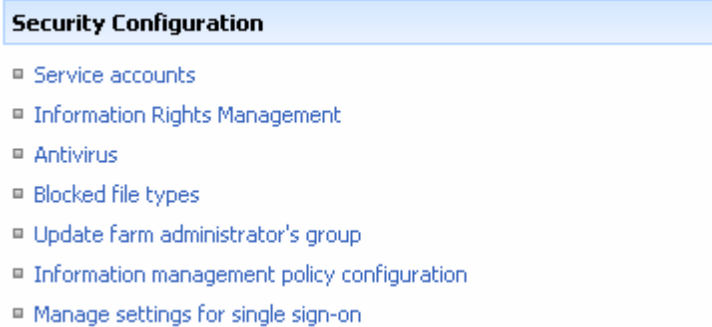 Security Configuration
Service accounts
Information Rights Management
Antivirus
Blocked file types
Update farm administrator's group
Information management policy configuration
Manage settings for single sign-on